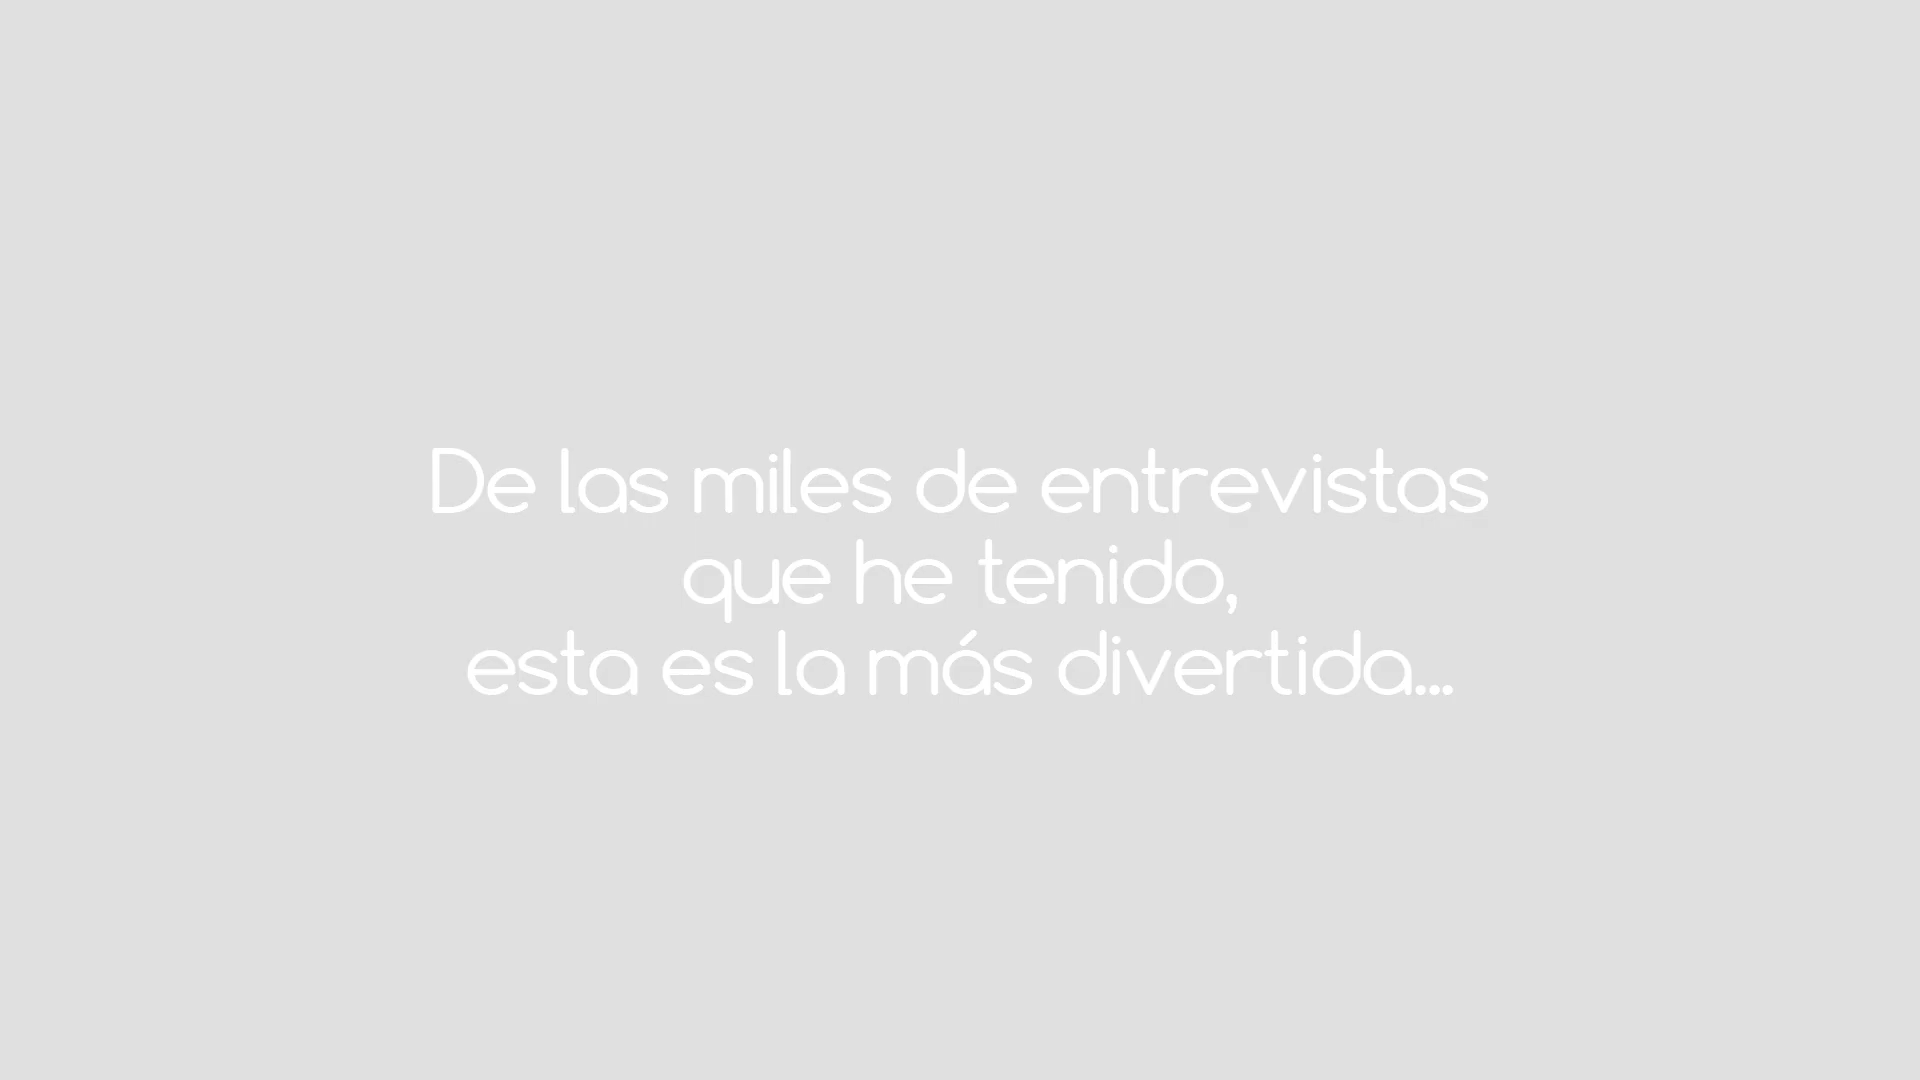 De las miles de entrevistas
que he tenido,
esta es la más divertida...